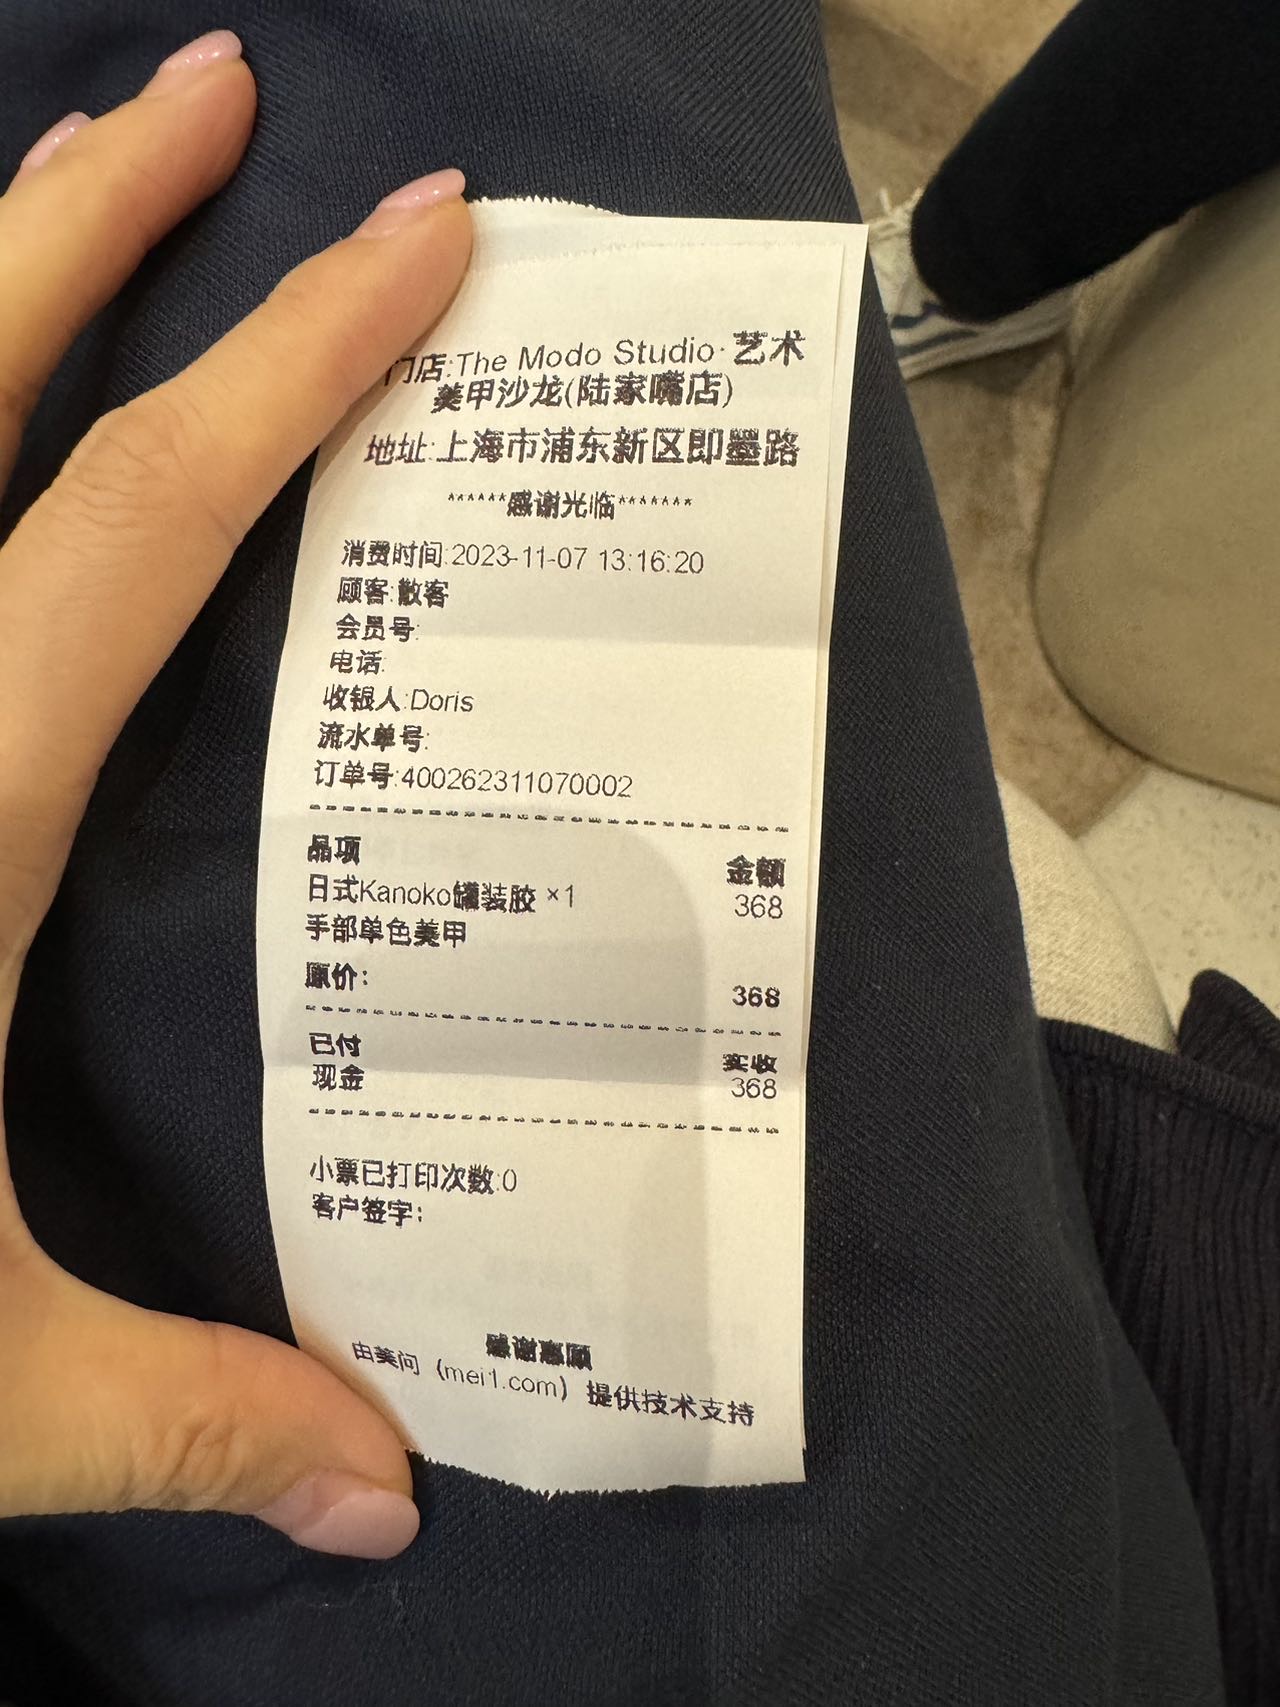 门店:The Modo Studio·艺术
美甲沙龙(陆家嘴店)
地址:上海市浦东新区即墨路
******感谢光临*******
消费时间:2023-11-07 13:16:20
顾客:散客
会员号:
电话:
收银人:Doris
流水单号:
订单号:400262311070002
品项 金额
日式Kanoko罐装胶 ×1 368
手部单色美甲
原价: 368
已付 实收
现金 368
小票已打印次数:0
客户签字:
感谢惠顾
由美问（mei1.com）提供技术支持